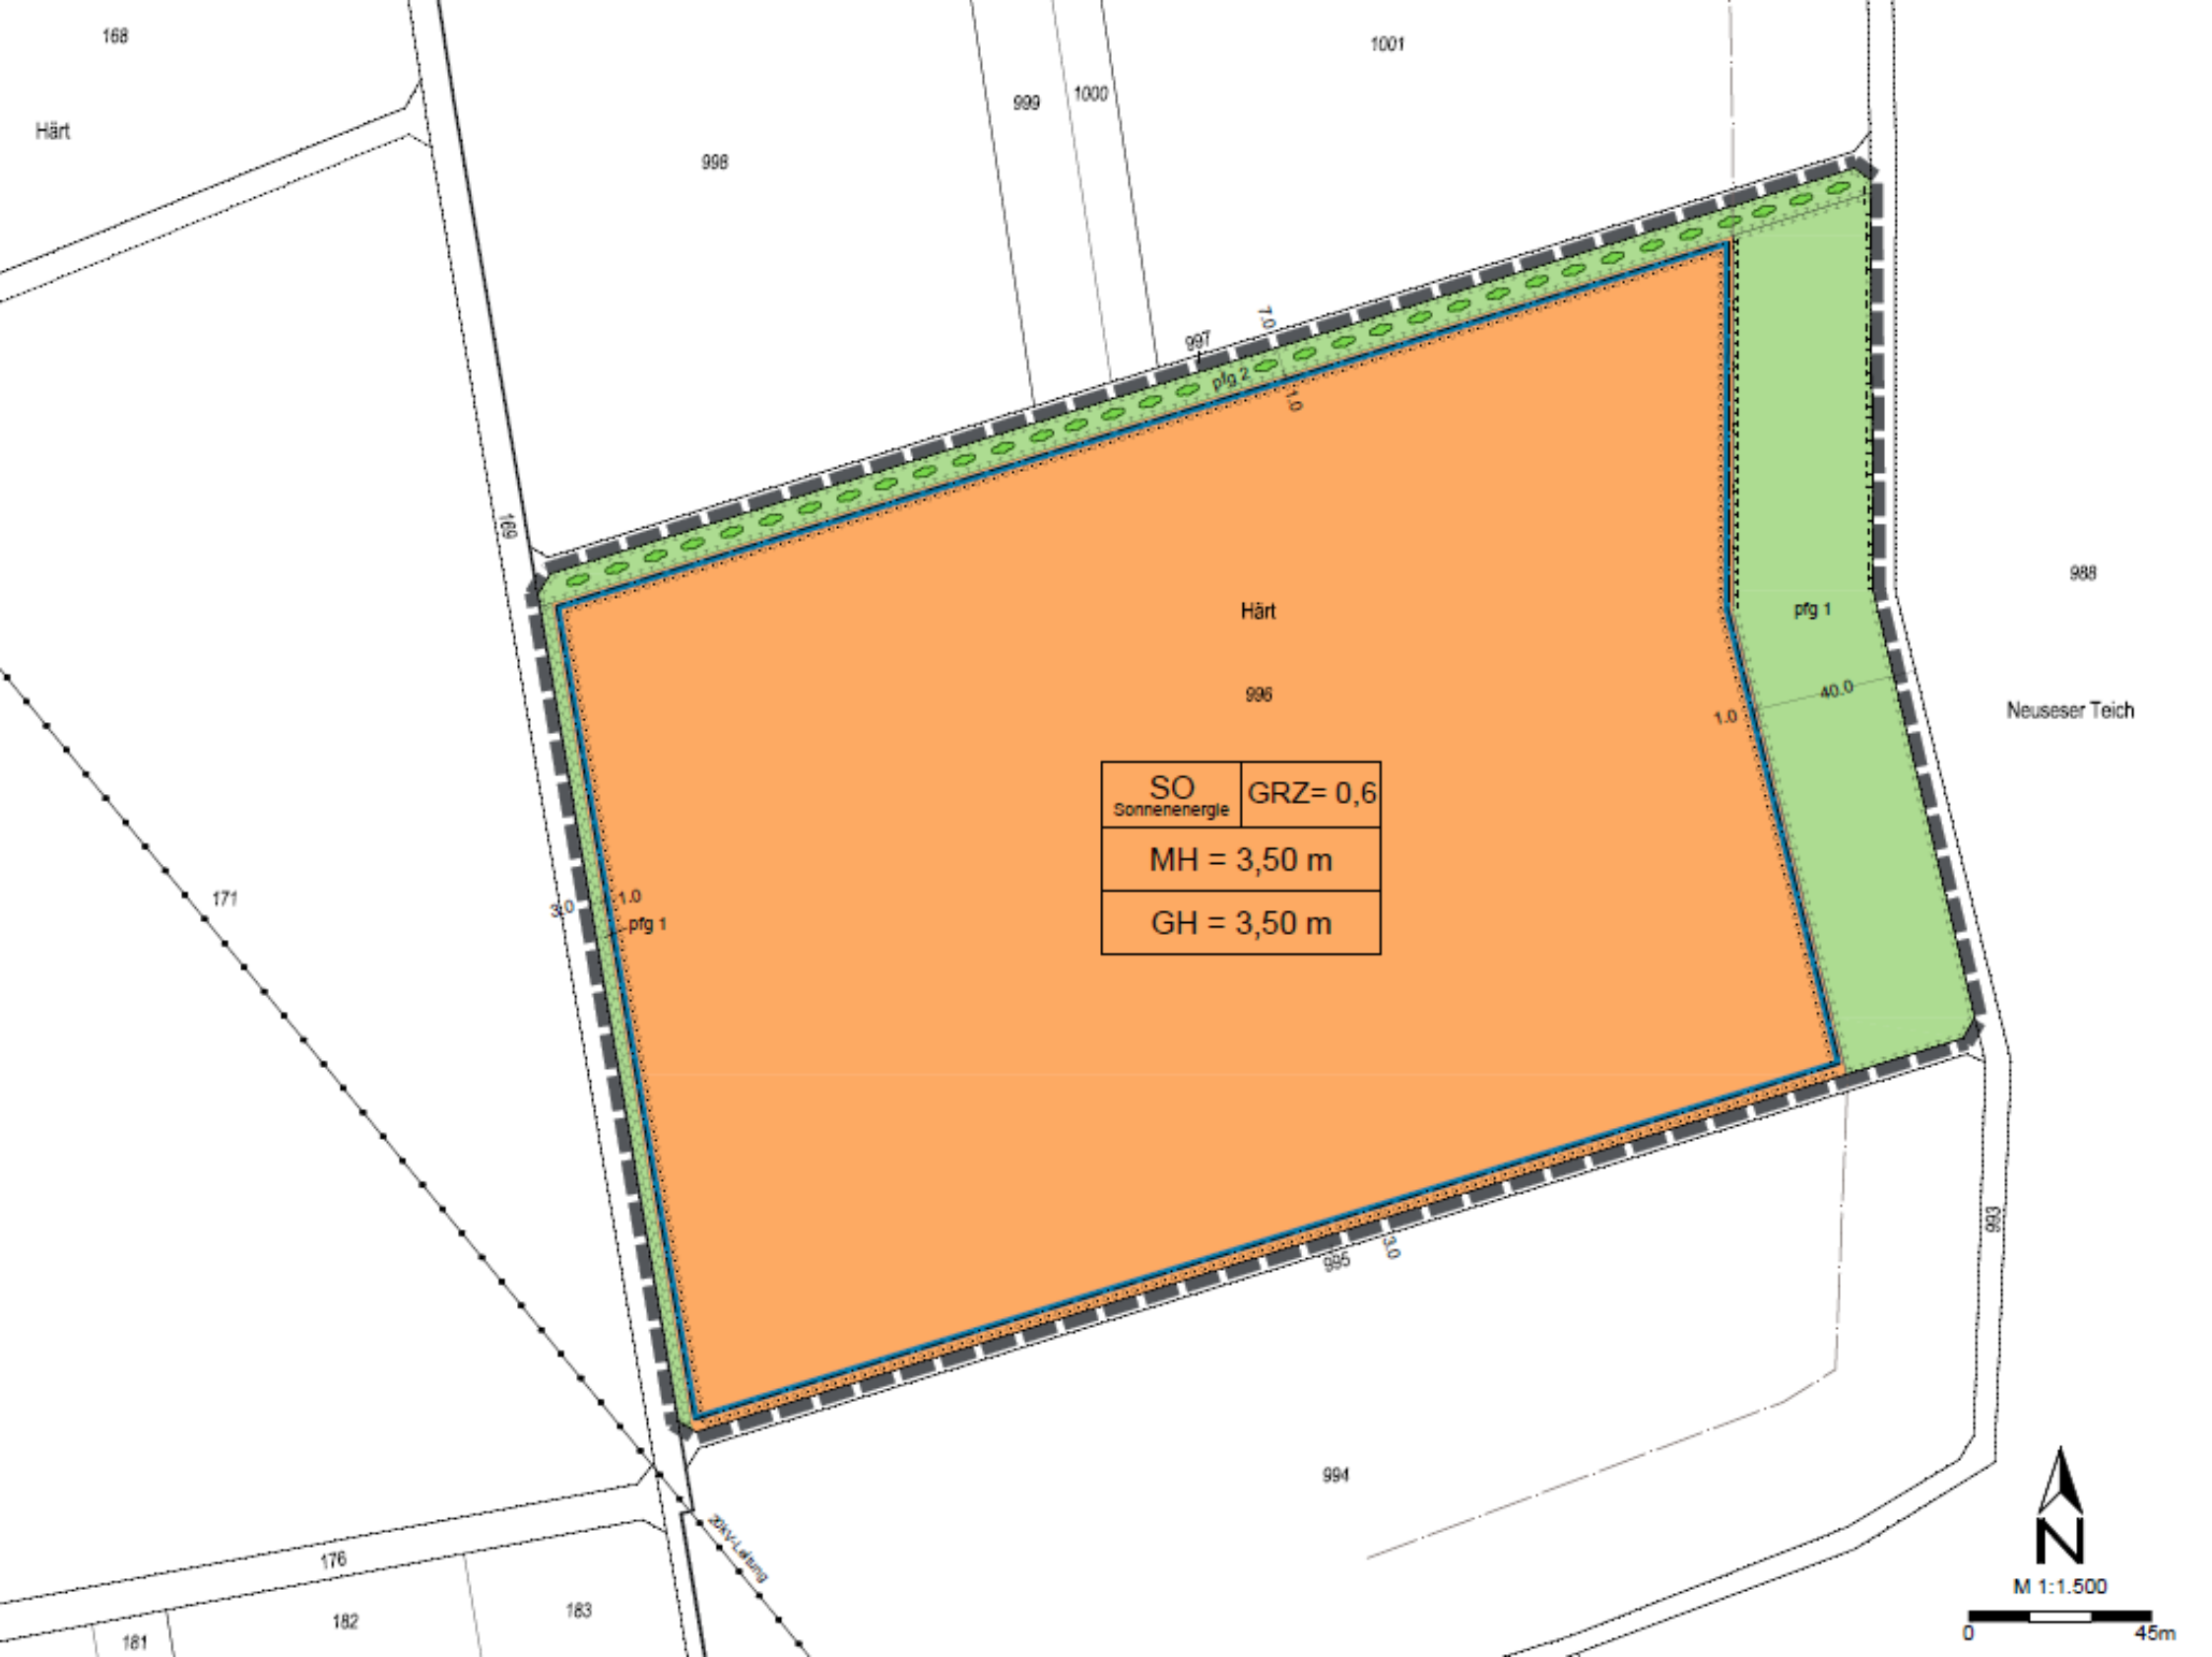 168
1001
999
1000
Härt
998
169
997
7.0
pfg 2
1.0
988
Härt
pfg 1
996
40.0
1.0
Neuseser Teich
SO
Sonnenenergie
GRZ= 0,6
MH = 3,50 m
GH = 3,50 m
171
3.0
1.0
pfg 1
993
995
3.0
994
20kV-Leitung
176
183
182
181
N
M 1:1.500
0
45m